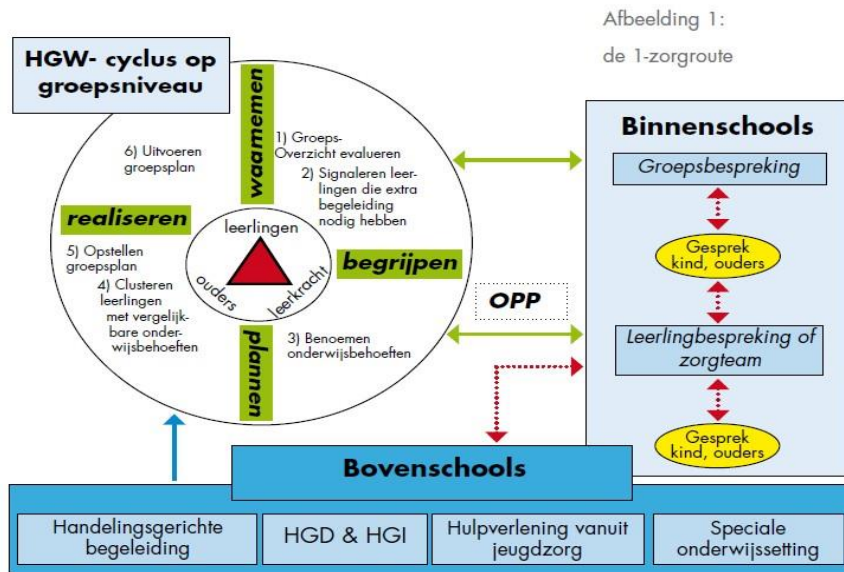 Afbeelding 1:
de 1-zorgroute
HGW- cyclus op
groepsniveau
waarnemen
1) Groeps-
Overzicht evalueren
2) Signaleren leer-
lingen die extra
begeleiding
nodig hebben
begrijpen
3) Benoemen
onderwijsbehoeften
plannen
4) Clusteren
leerlingen
met vergelijk-
bare onder-
wijsbehoeften
5) Opstellen
groepsplan
realiseren
6) Uitvoeren
groepsplan
leerlingen
ouders
leerkracht
OPP
Binnenschools
Groepsbespreking
Gesprek
kind, ouders
Leerlingbespreking of
zorgteam
Gesprek
kind, ouders
Bovenschools
Handelingsgerichte
begeleiding
HGD & HGI
Hulpverlening vanuit
jeugdzorg
Speciale
onderwijssetting